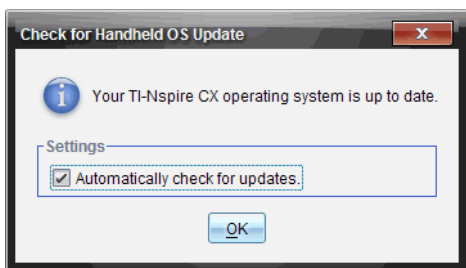 Check for Handheld OS Update
Your TI-Nspire CX operating system is up to date.
Settings
Automatically check for updates.
OK